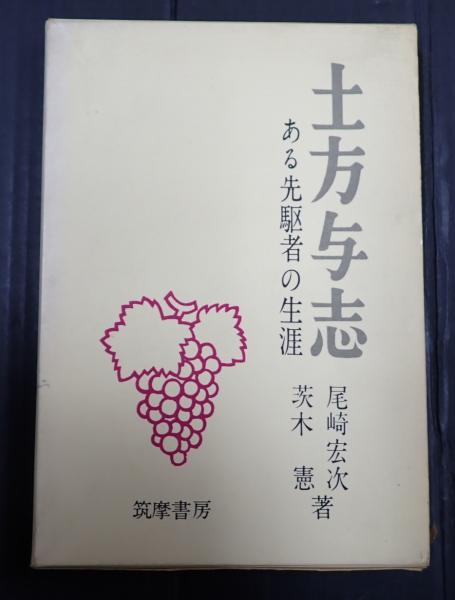 土方与志
ある先駆者の生涯
尾崎宏次
茨木憲
著
筑摩書房